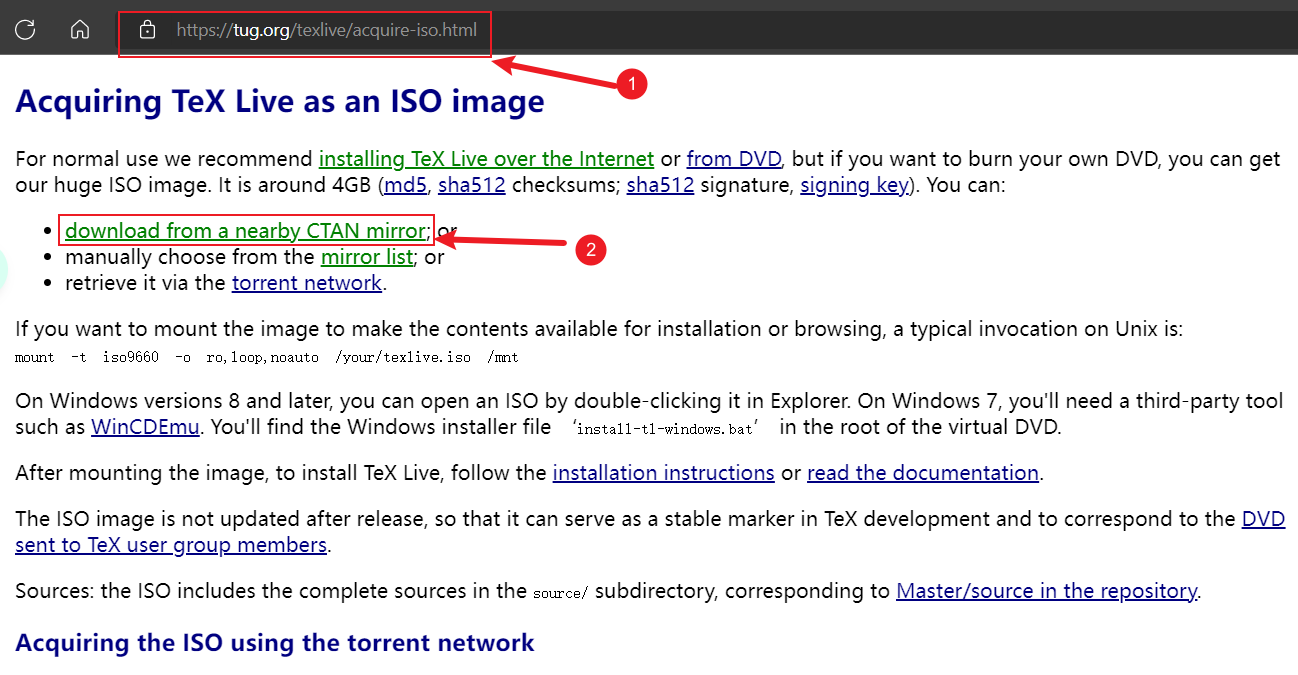 https://tug.org/texlive/acquire-iso.html
1
Acquiring TeX Live as an ISO image
For normal use we recommend installing TeX Live over the Internet or from DVD, but if you want to burn your own DVD, you can get
our huge ISO image. It is around 4GB (md5, sha512 checksums; sha512 signature, signing key). You can:
• download from a nearby CTAN mirror; or
2
• manually choose from the mirror list; or
• retrieve it via the torrent network.
If you want to mount the image to make the contents available for installation or browsing, a typical invocation on Unix is:
mount -t iso9660 -o ro,loop,noauto /your/texlive.iso /mnt
On Windows versions 8 and later, you can open an ISO by double-clicking it in Explorer. On Windows 7, you'll need a third-party tool
such as WinCDEmu. You'll find the Windows installer file ‘install-tl-windows.bat’ in the root of the virtual DVD.
After mounting the image, to install TeX Live, follow the installation instructions or read the documentation.
The ISO image is not updated after release, so that it can serve as a stable marker in TeX development and to correspond to the DVD
sent to TeX user group members.
Sources: the ISO includes the complete sources in the source/ subdirectory, corresponding to Master/source in the repository.
Acquiring the ISO using the torrent network